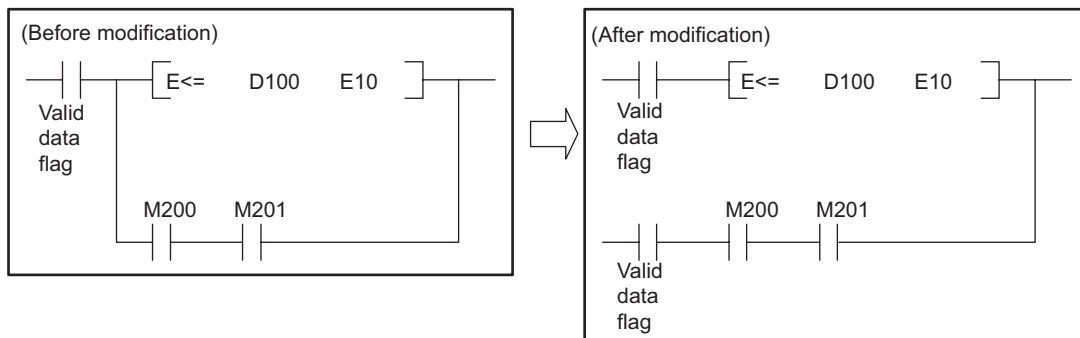 (Before modification)
E<= D100 E10
Valid
data
flag
M200 M201
(After modification)
E<= D100 E10
Valid
data
flag
M200 M201
Valid
data
flag